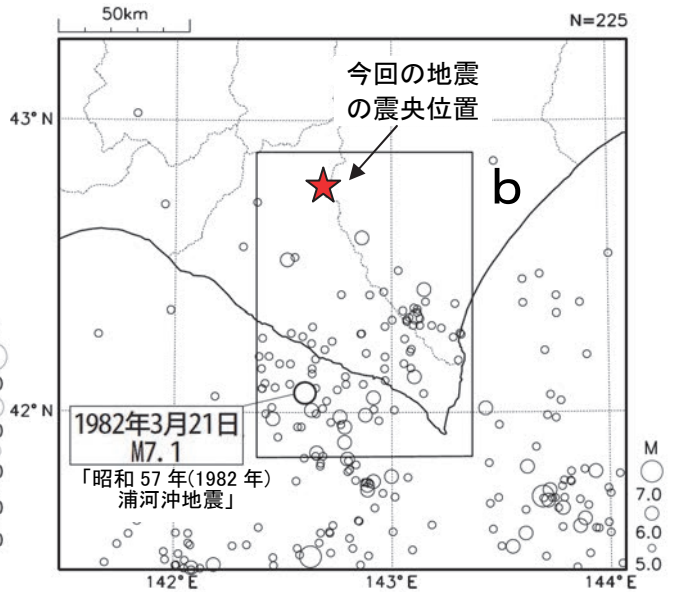 50km
N=225
今回の地震
の震央位置
43°N
b
42°N
1982年3月21日
M7.1
「昭和 57 年(1982 年)
浦河沖地震」
M
7.0
6.0
5.0
142°E
143°E
144°E